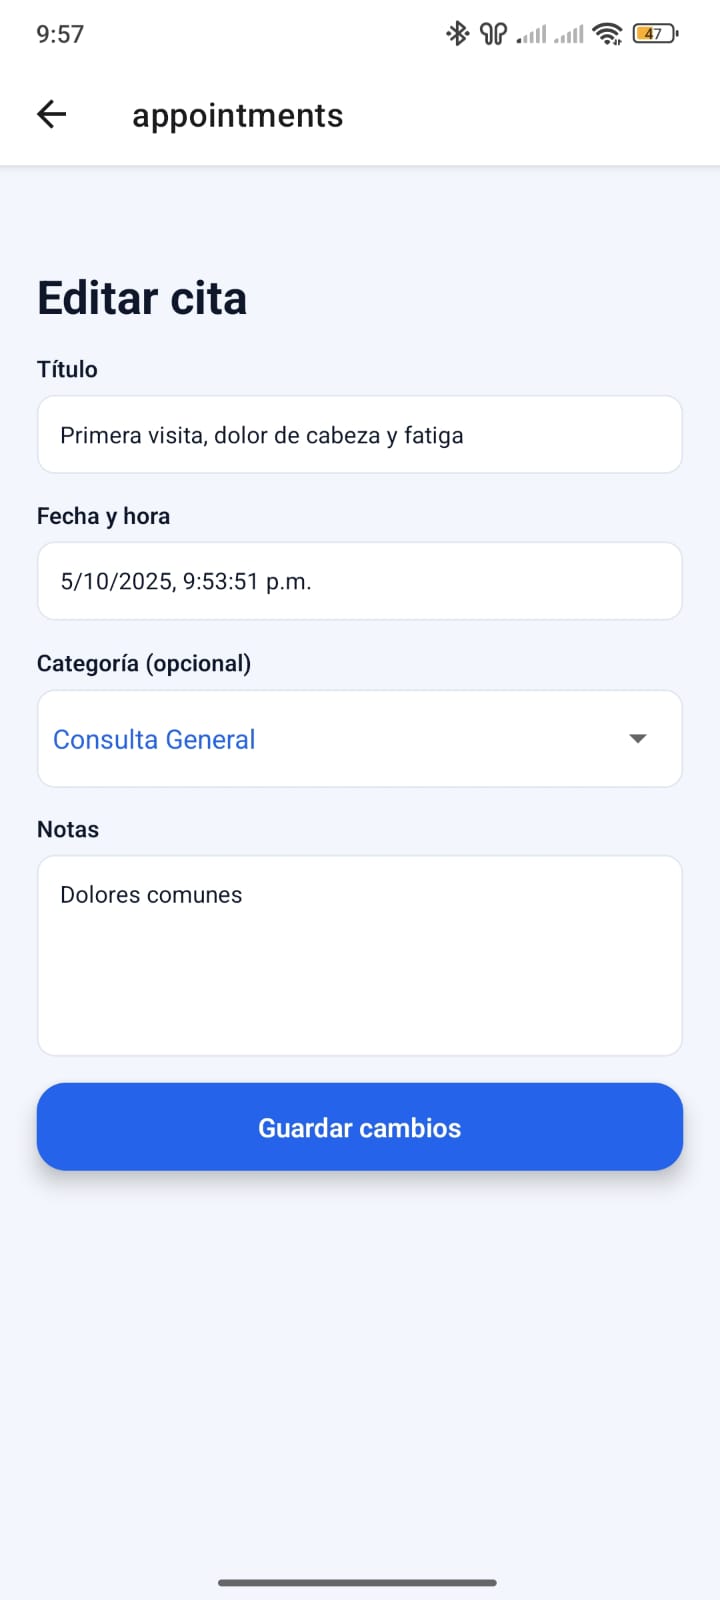 9:57
47
appointments
Editar cita
Título
Primera visita, dolor de cabeza y fatiga
Fecha y hora
5/10/2025, 9:53:51 p.m.
Categoría (opcional)
Consulta General
Notas
Dolores comunes
Guardar cambios